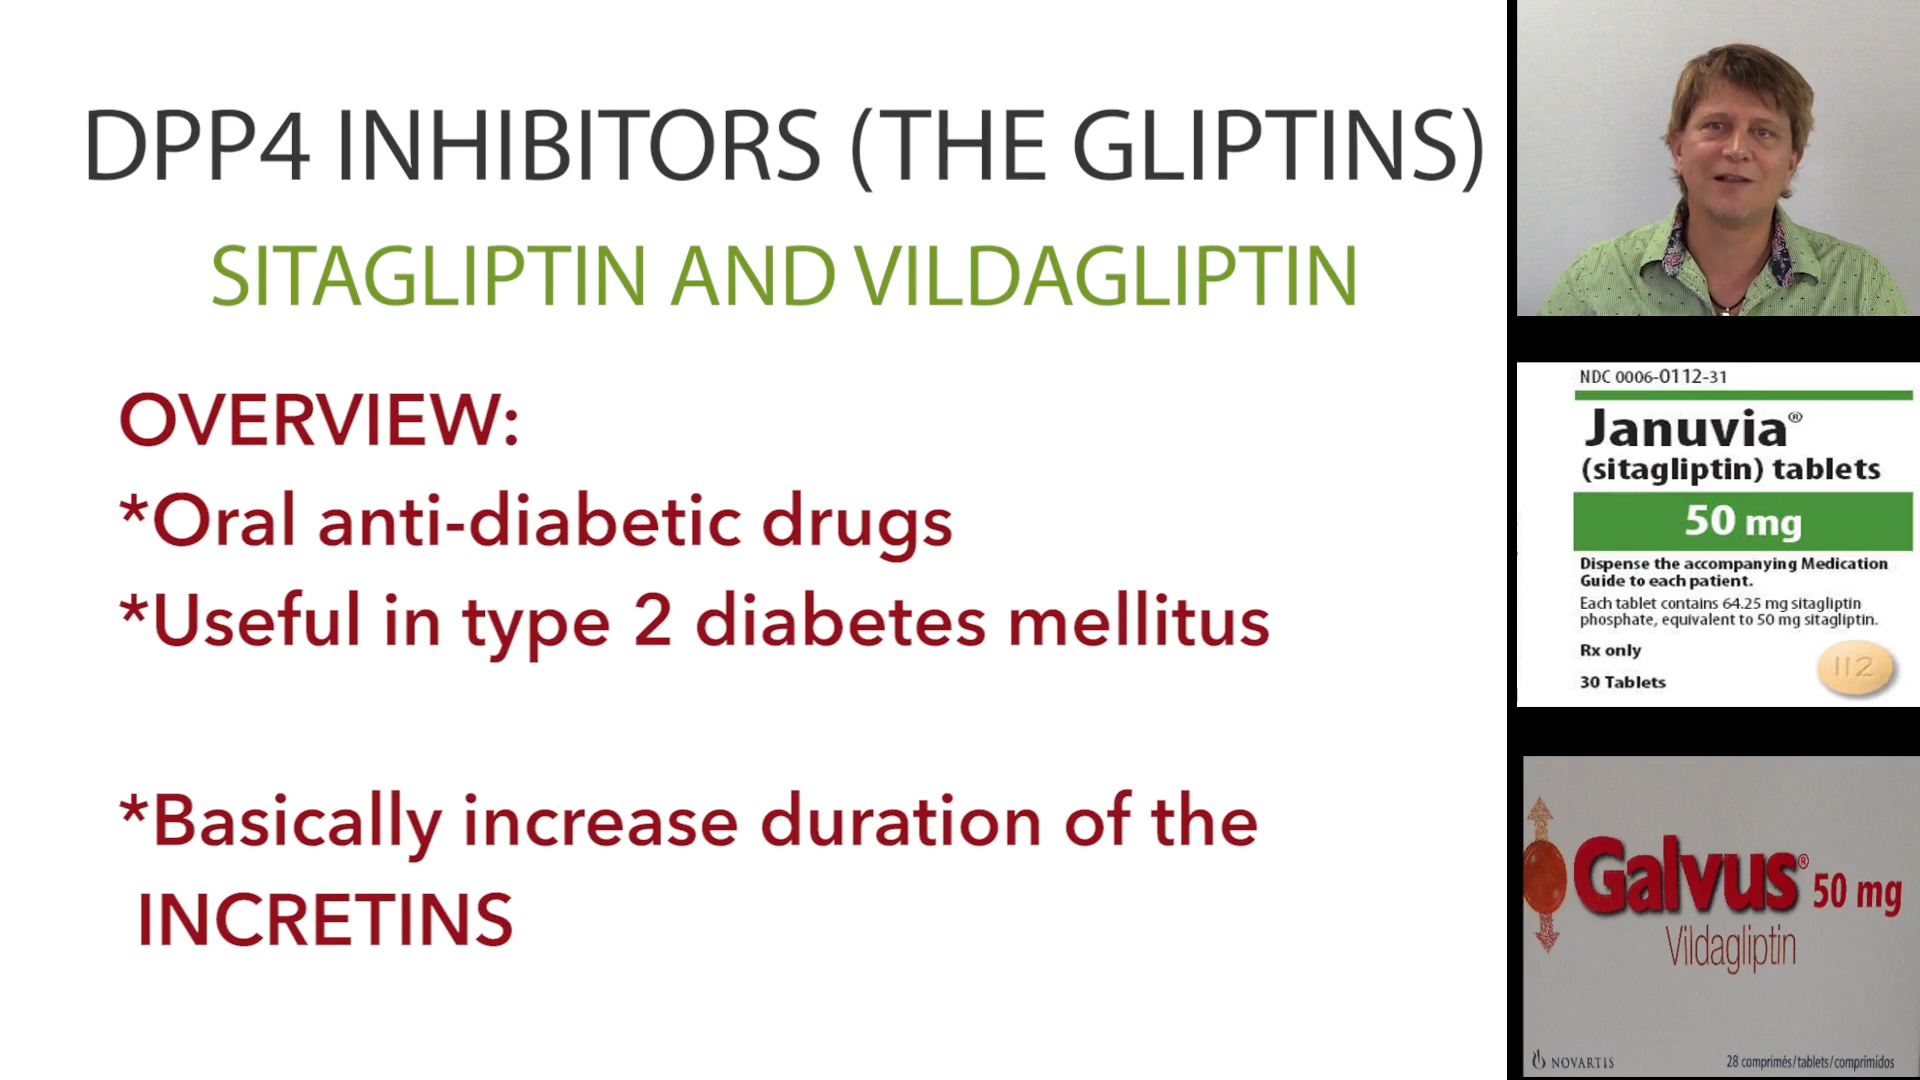 DPP4 INHIBITORS (THE GLIPTINS)
SITAGLIPTIN AND VILDAGLIPTIN
OVERVIEW:
*Oral anti-diabetic drugs
*Useful in type 2 diabetes mellitus
*Basically increase duration of the
INCRETINS
NDC 0006-0112-31
Januvia®
(sitagliptin) tablets
50 mg
Dispense the accompanying Medication
Guide to each patient.
Each tablet contains 64.25 mg sitagliptin
phosphate, equivalent to 50 mg sitagliptin.
Rx only
112
30 Tablets
Galvus® 50 mg
Vildagliptin
NOVARTIS
28 comprimés/tablets/comprimidos